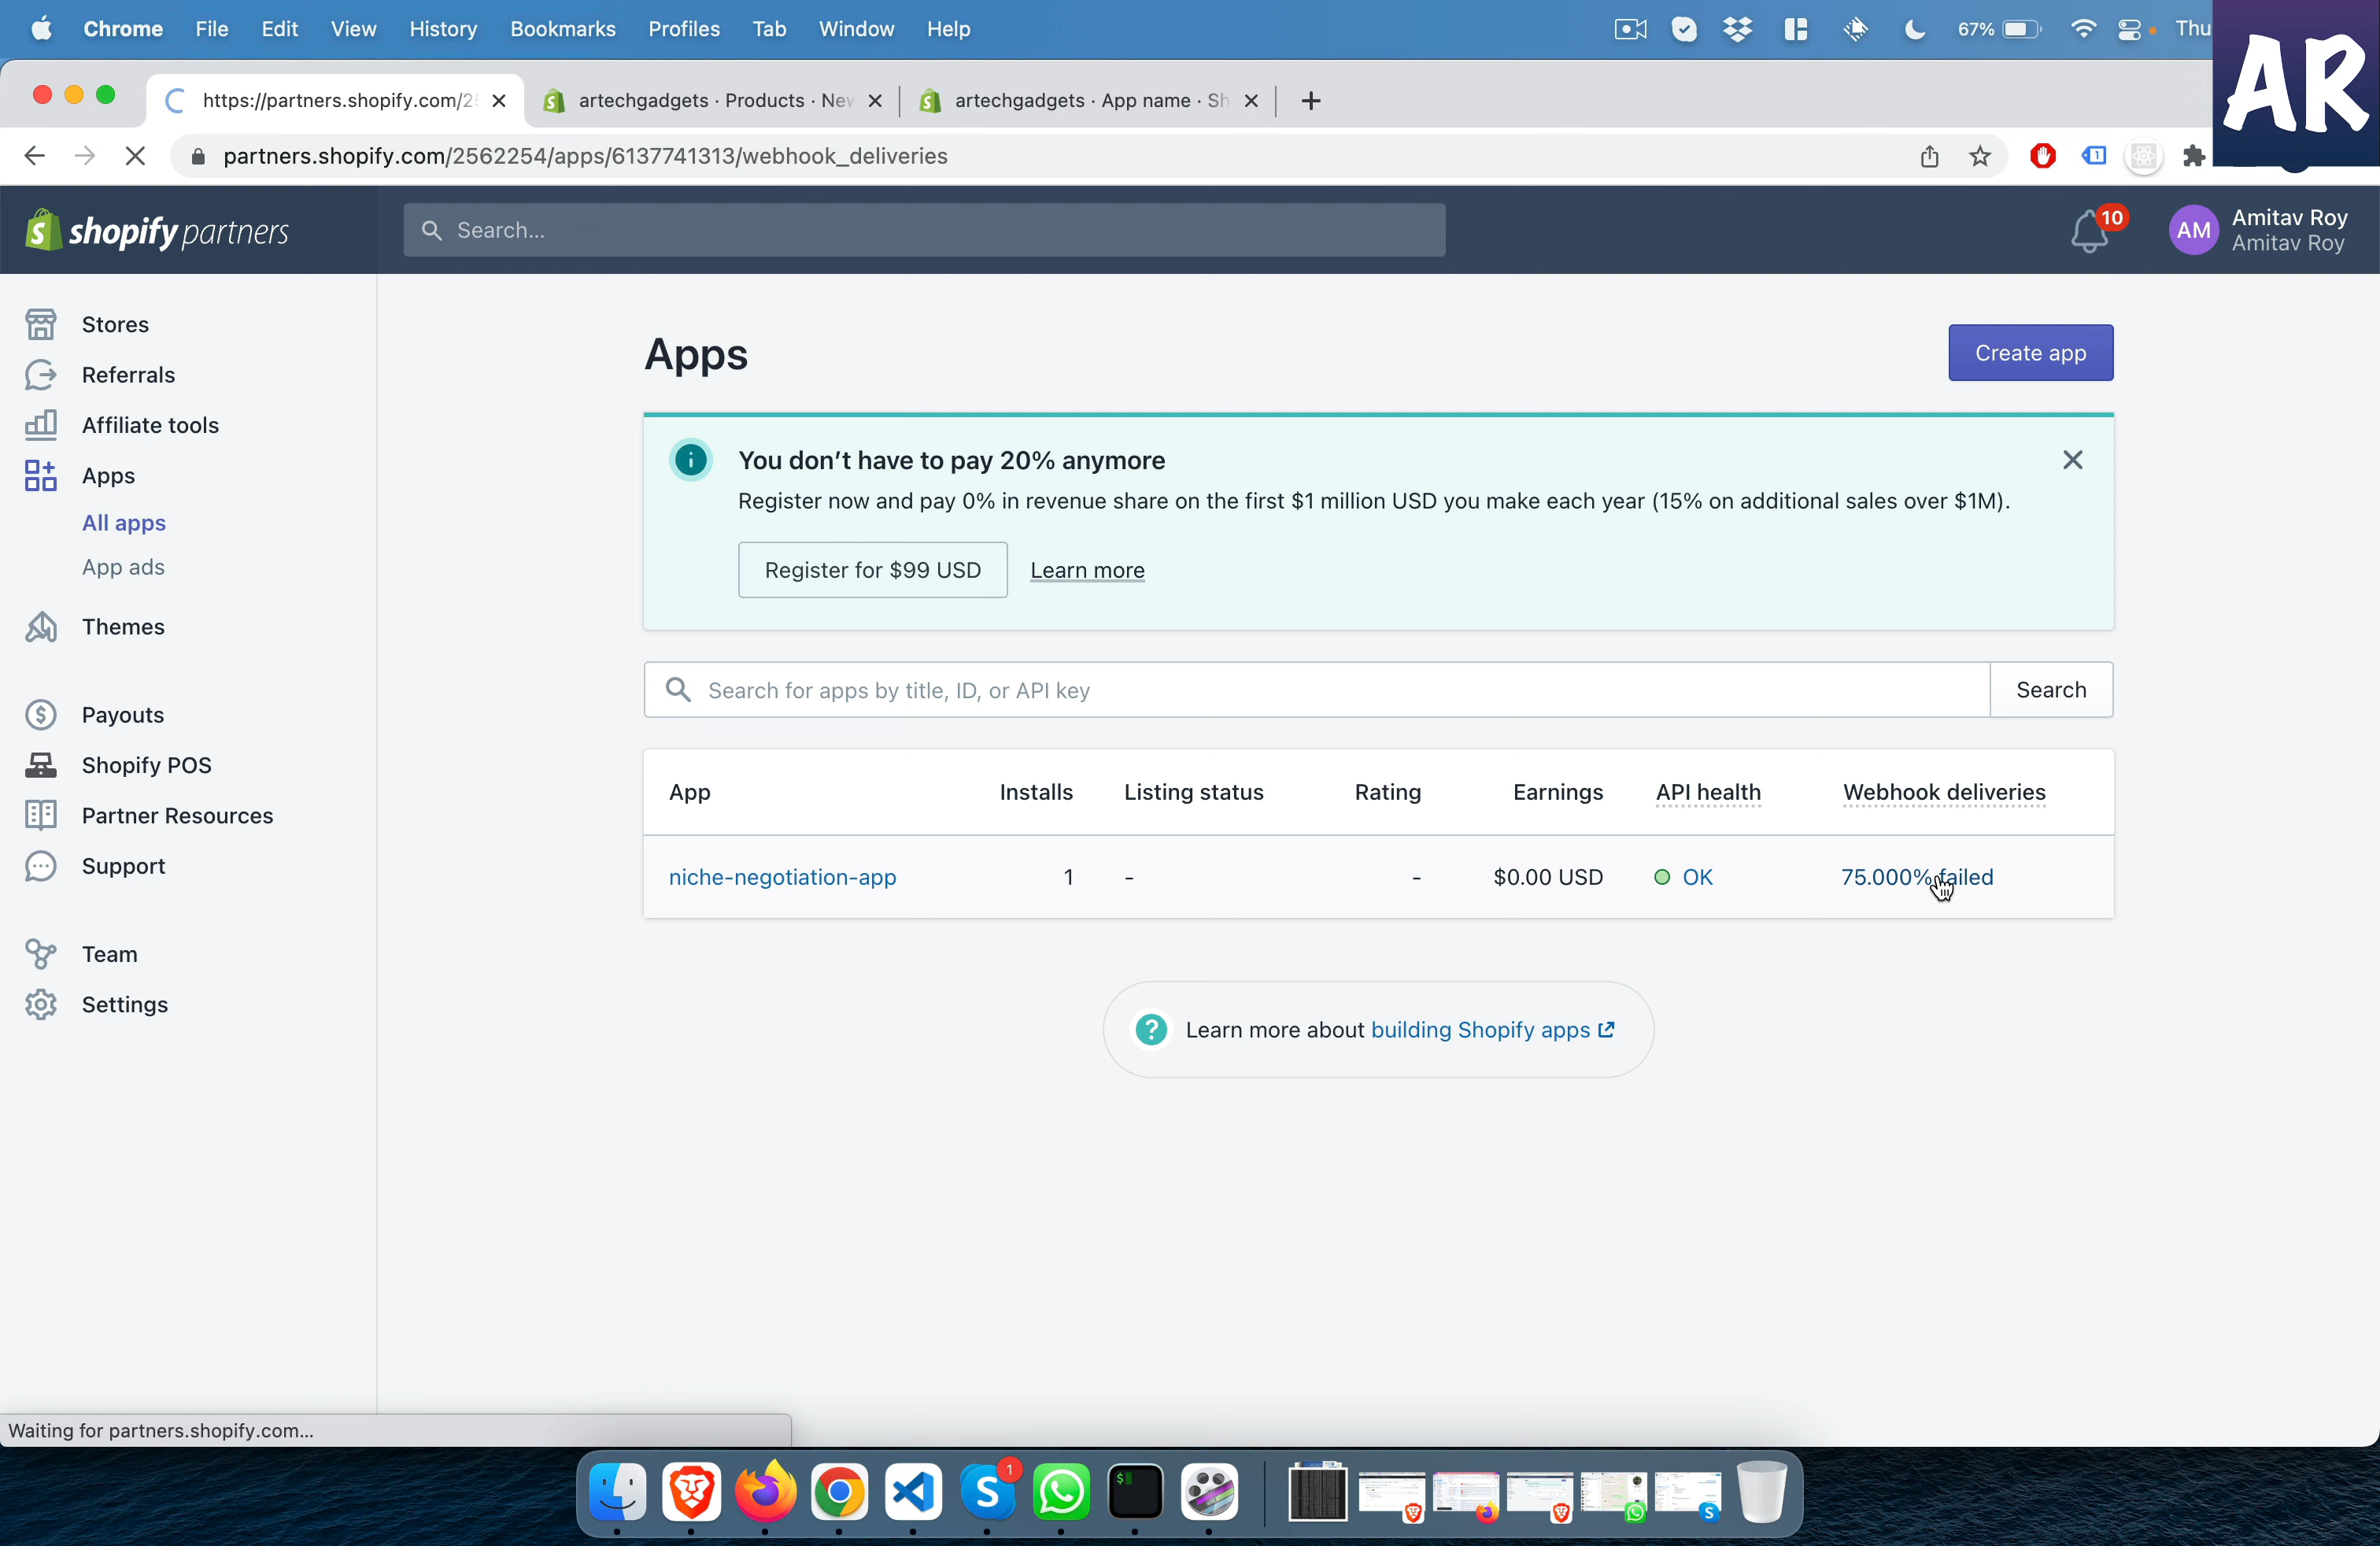 Chrome File Edit View History Bookmarks Profiles Tab Window Help 67% Thu
AR
https://partners.shopify.com/25 artechgadgets · Products · New artechgadgets · App name · Sh
partners.shopify.com/2562254/apps/6137741313/webhook_deliveries
1
shopify partners
Search...
10
AM
Amitav Roy
Amitav Roy
Stores
Referrals
Affiliate tools
Apps
All apps
App ads
Themes
Payouts
Shopify POS
Partner Resources
Support
Team
Settings
Apps
Create app
You don't have to pay 20% anymore
Register now and pay 0% in revenue share on the first $1 million USD you make each year (15% on additional sales over $1M).
Register for $99 USD Learn more
Search for apps by title, ID, or API key Search
App Installs Listing status Rating Earnings API health Webhook deliveries
niche-negotiation-app 1 - - $0.00 USD OK 75.000% failed
Learn more about building Shopify apps
Waiting for partners.shopify.com...
1